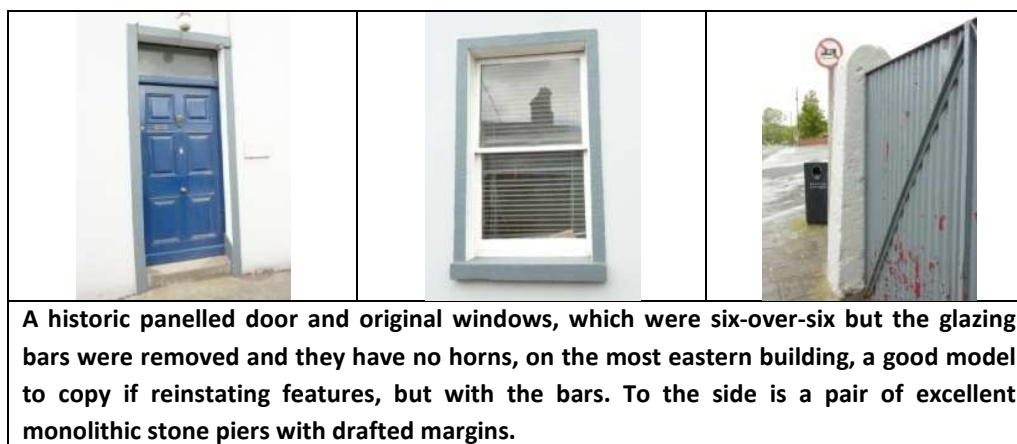 A historic panelled door and original windows, which were six-over-six but the glazing
bars were removed and they have no horns, on the most eastern building, a good model
to copy if reinstating features, but with the bars. To the side is a pair of excellent
monolithic stone piers with drafted margins.